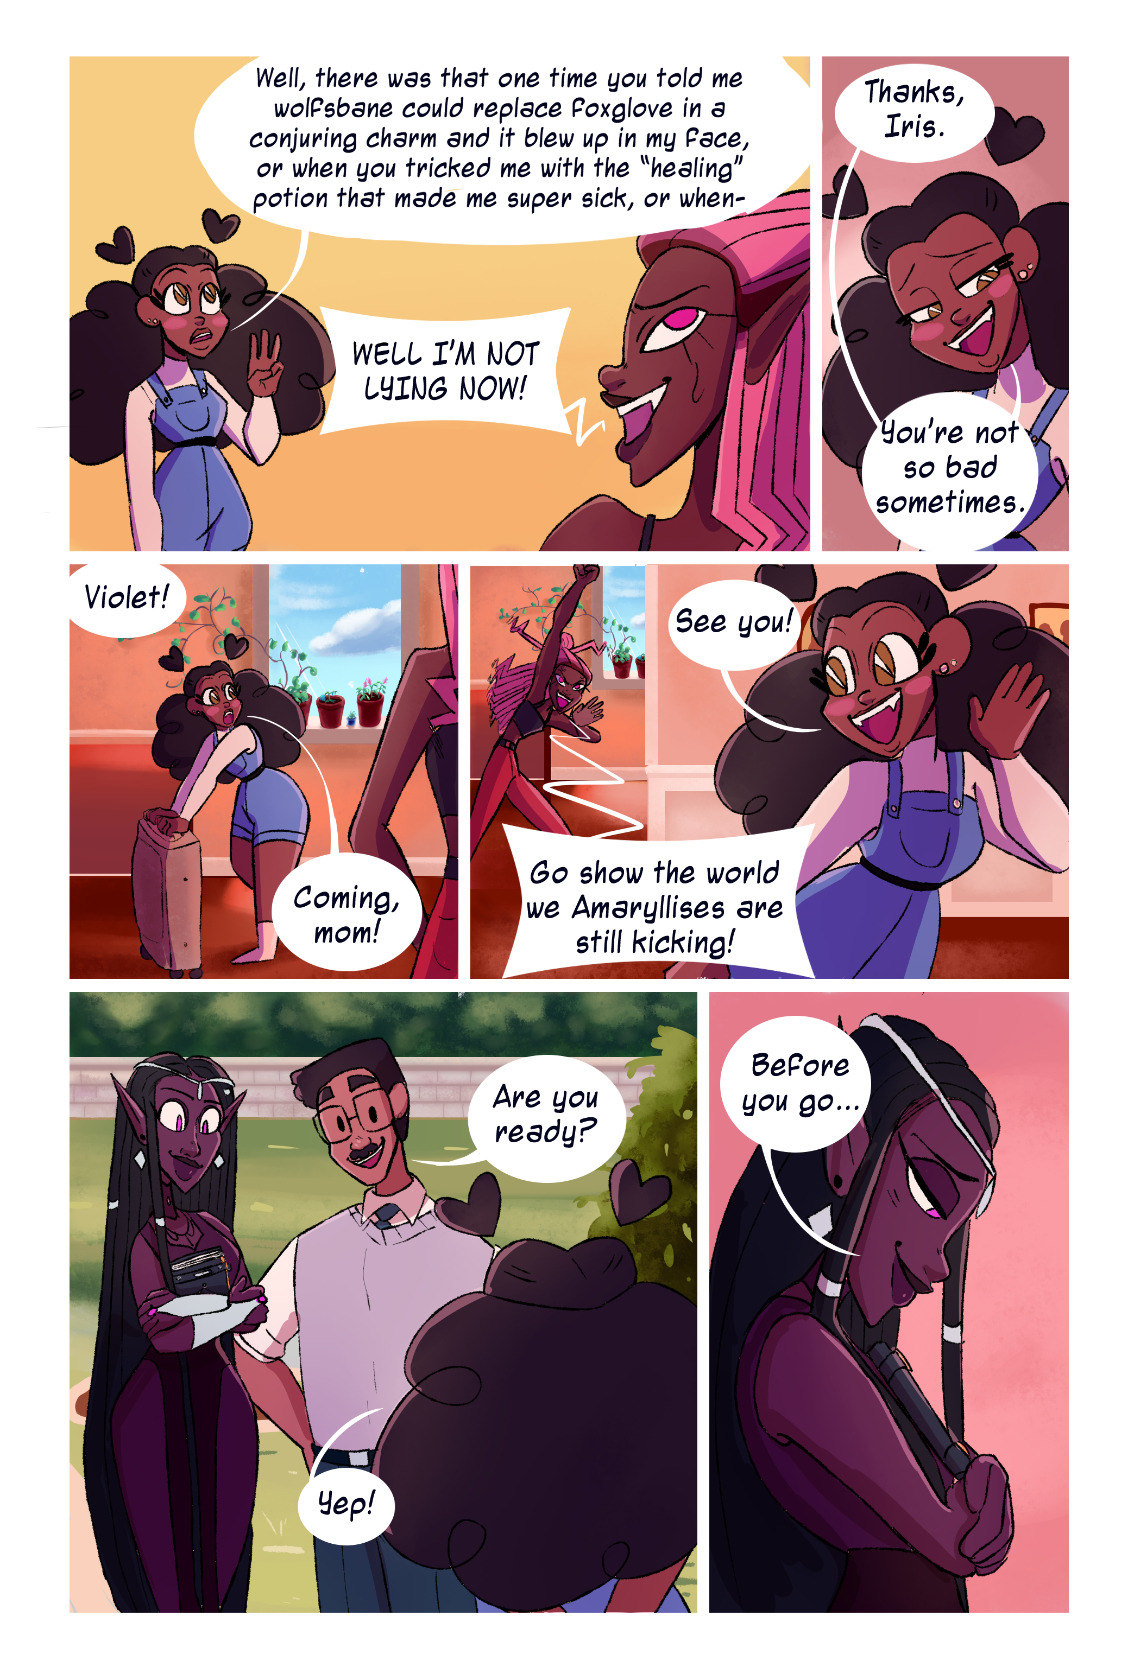 Well, there was that one time you told me
wolfsbane could replace foxglove in a
conjuring charm and it blew up in my face,
or when you tricked me with the "healing"
potion that made me super sick, or when-
WELL I'M NOT
LYING NOW!
Thanks,
Iris.
You're not
so bad
sometimes.
Violet!
Coming,
mom!
See you!
Go show the world
we Amaryllises are
still kicking!
Are you
ready?
Yep!
Before
you go...